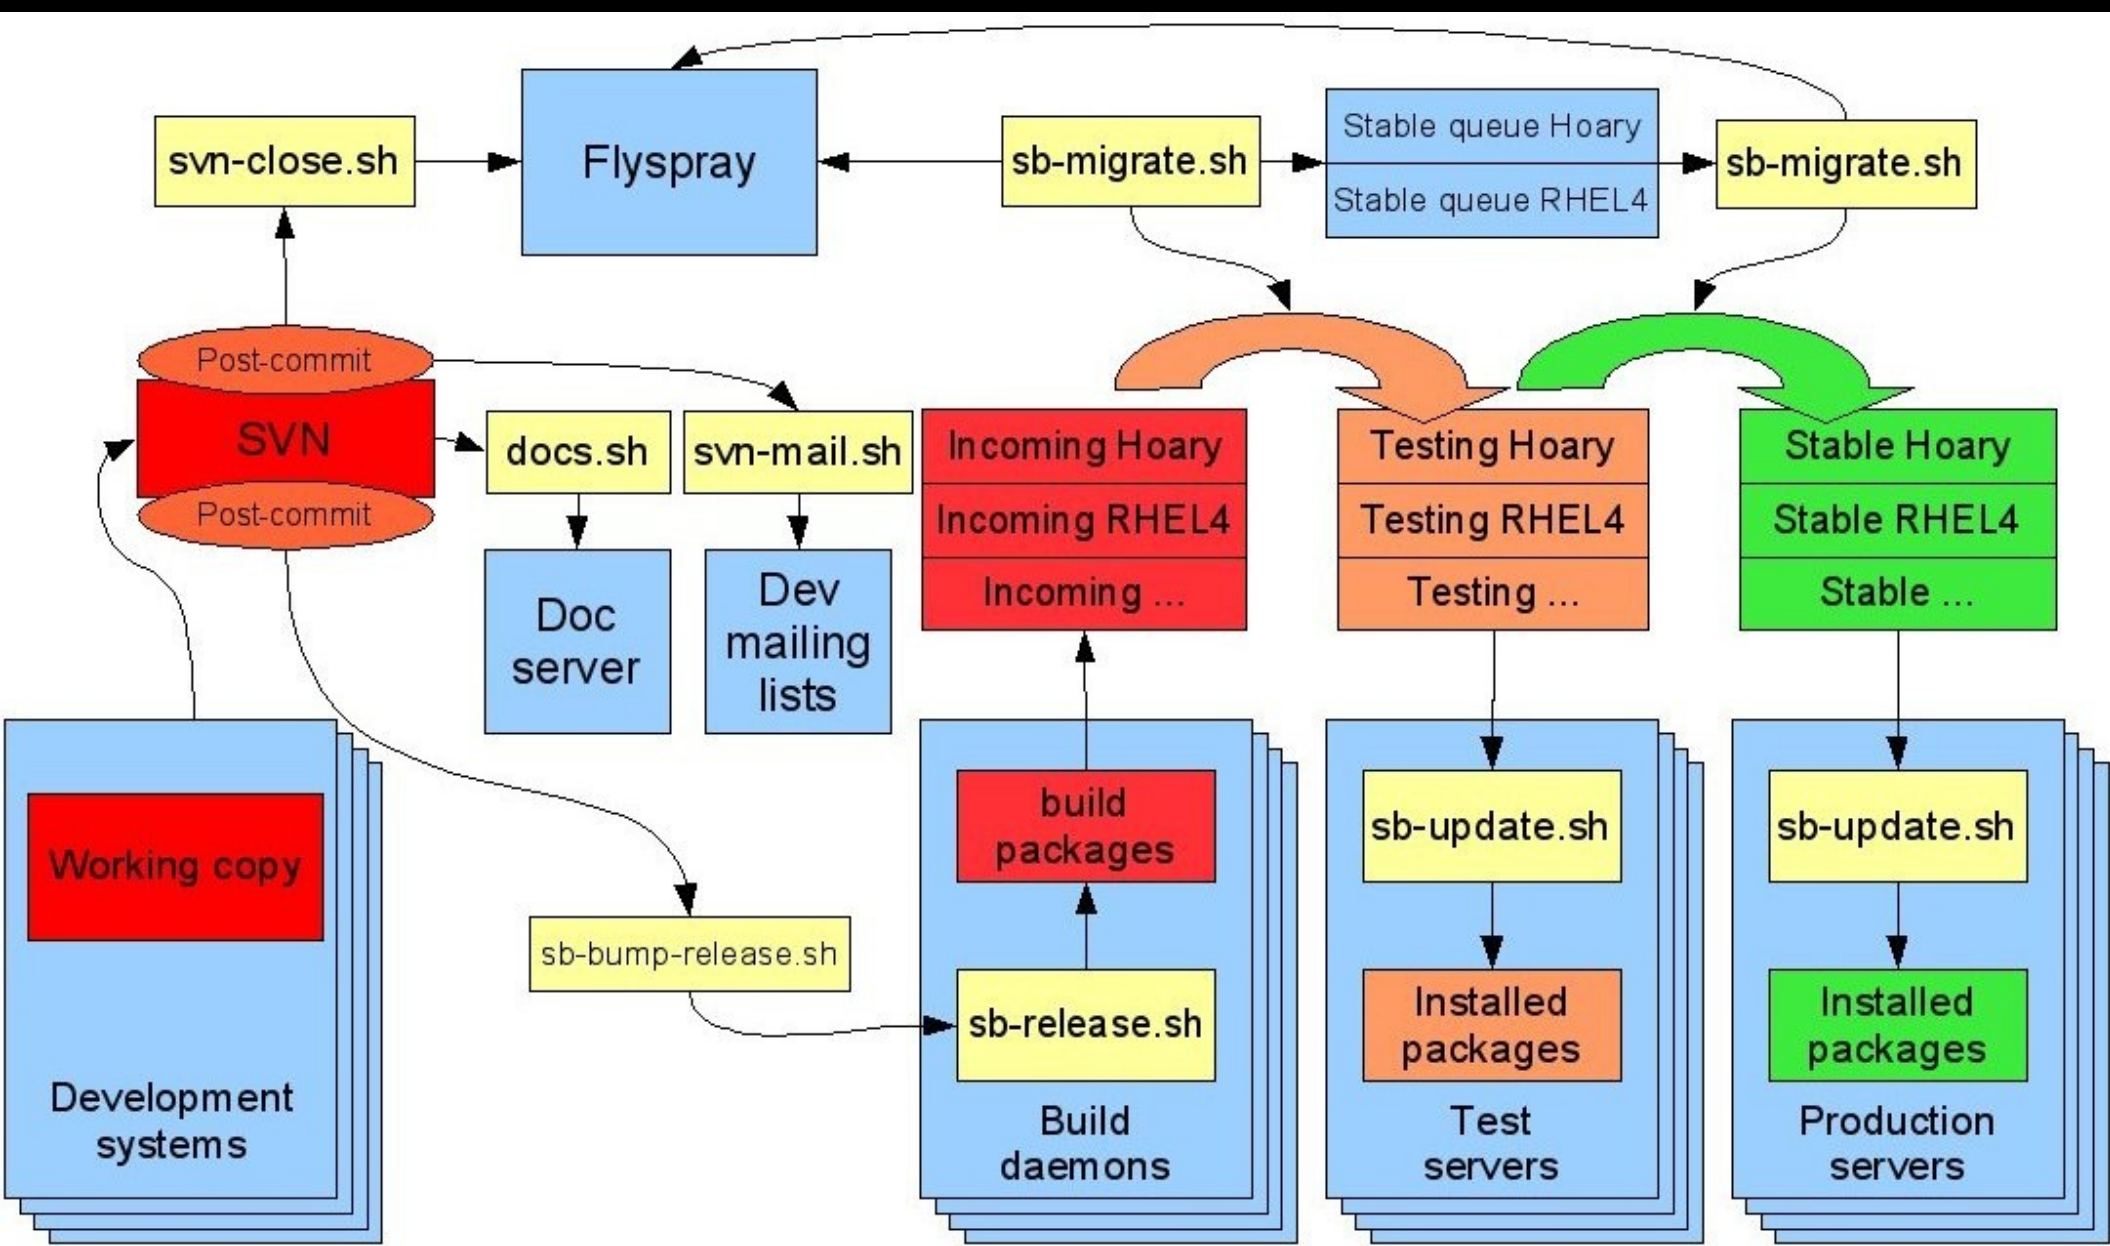 svn-close.sh
Flyspray
sb-migrate.sh
Stable queue Hoary
Stable queue RHEL4
sb-migrate.sh
Post-commit
SVN
Post-commit
docs.sh
svn-mail.sh
Doc
server
Dev
mailing
lists
Incoming Hoary
Incoming RHEL4
Incoming ...
Testing Hoary
Testing RHEL4
Testing ...
Stable Hoary
Stable RHEL4
Stable ...
Working copy
Development
systems
sb-bump-release.sh
build
packages
sb-release.sh
Build
daemons
sb-update.sh
Installed
packages
Test
servers
sb-update.sh
Installed
packages
Production
servers